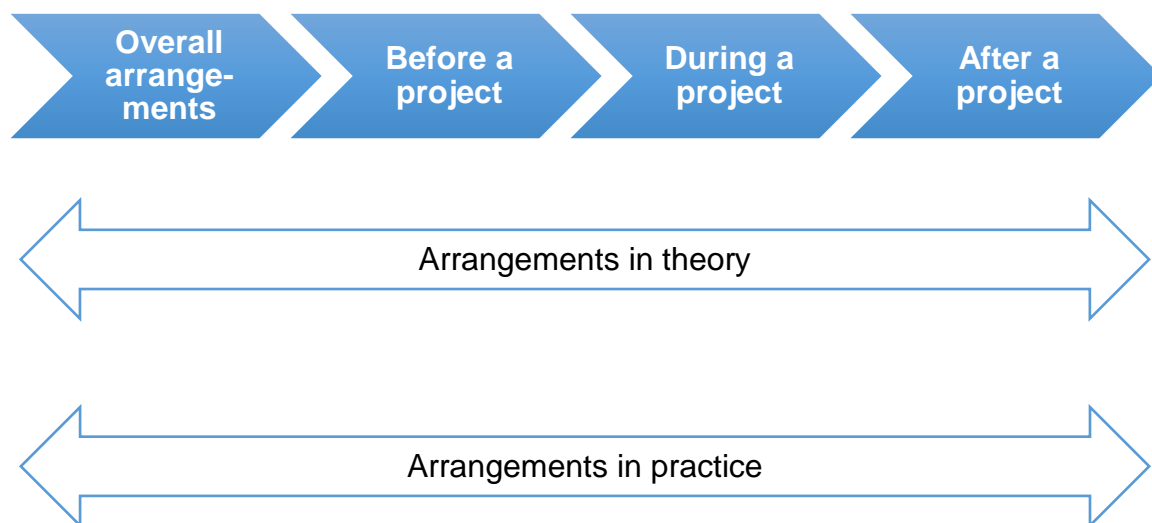 Overall
arrange-
ments
Before a
project
During a
project
After a
project
Arrangements in theory
Arrangements in practice